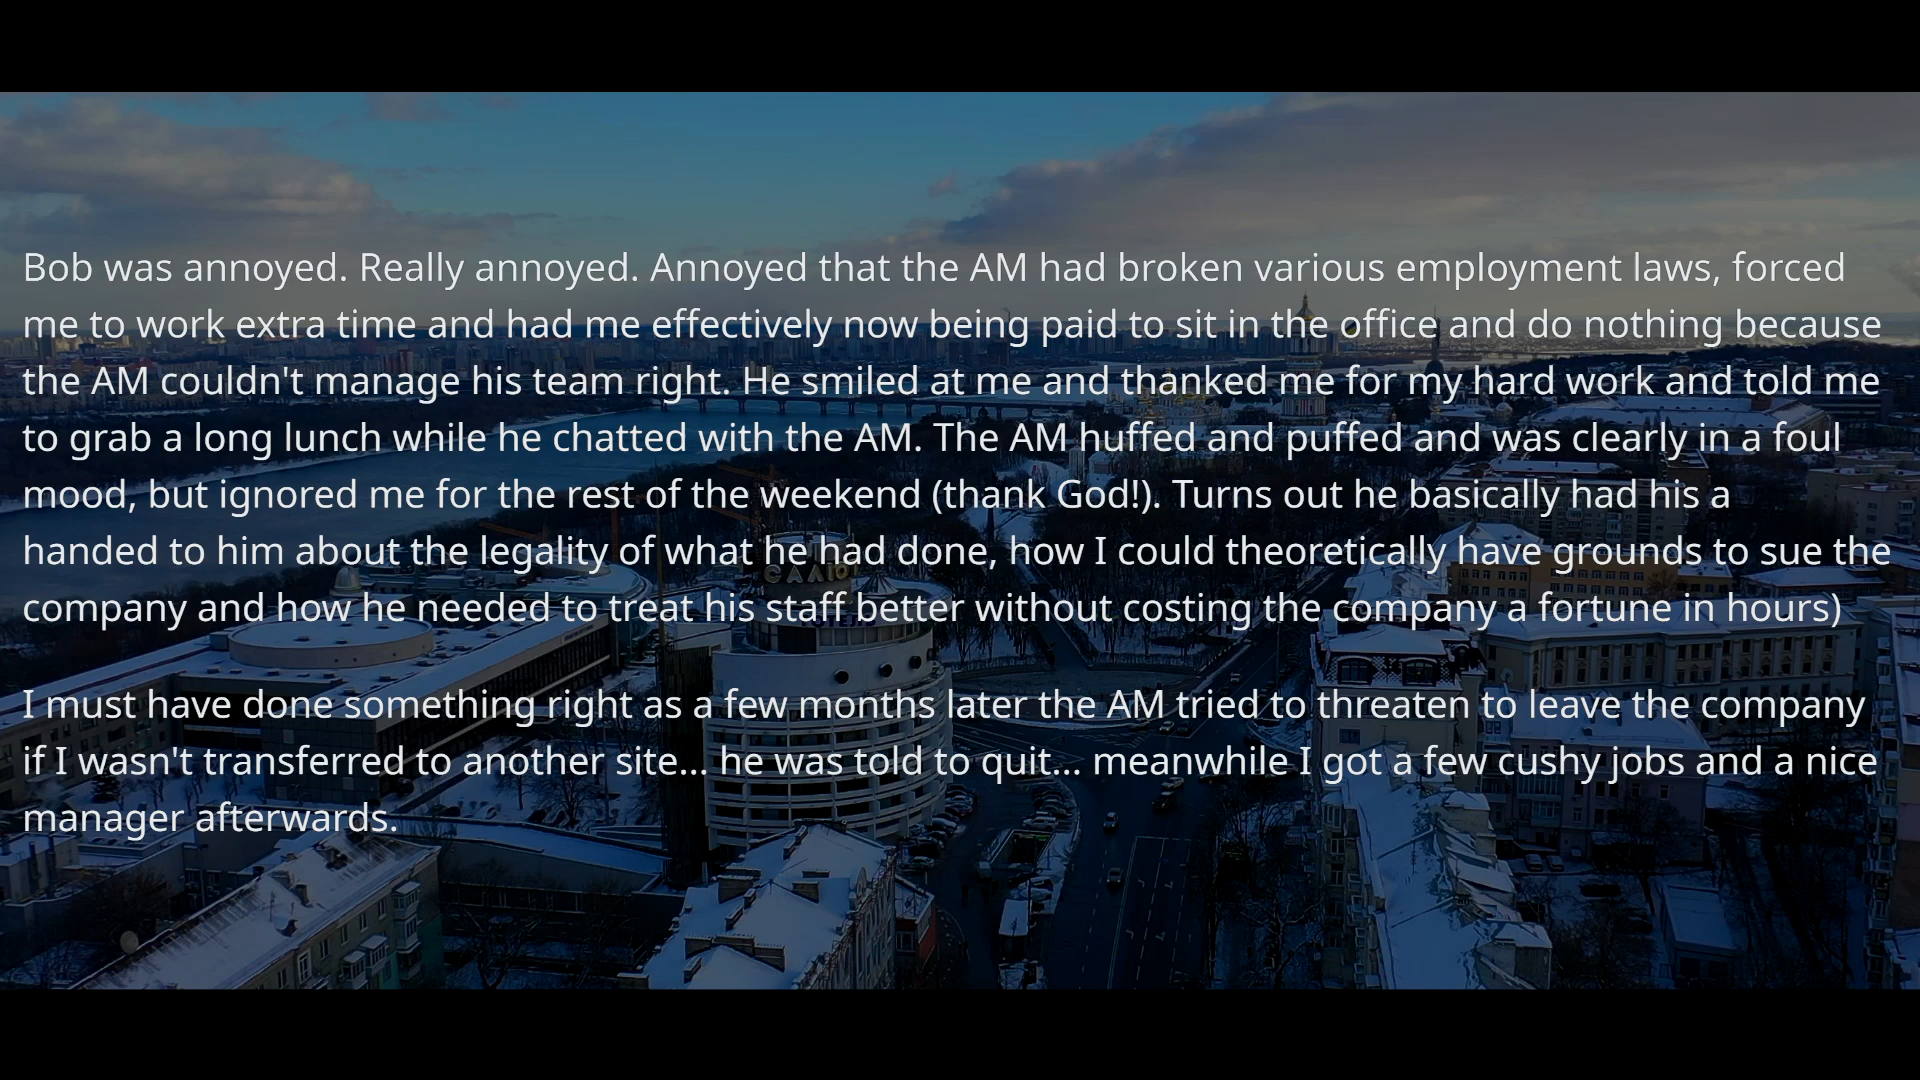 Bob was annoyed. Really annoyed. Annoyed that the AM had broken various employment laws, forced
me to work extra time and had me effectively now being paid to sit in the office and do nothing because
the AM couldn't manage his team right. He smiled at me and thanked me for my hard work and told me
to grab a long lunch while he chatted with the AM. The AM huffed and puffed and was clearly in a foul
mood, but ignored me for the rest of the weekend (thank God!). Turns out he basically had his a
handed to him about the legality of what he had done, how I could theoretically have grounds to sue the
company and how he needed to treat his staff better without costing the company a fortune in hours)
I must have done something right as a few months later the AM tried to threaten to leave the company
if I wasn't transferred to another site... he was told to quit... meanwhile I got a few cushy jobs and a nice
manager afterwards.